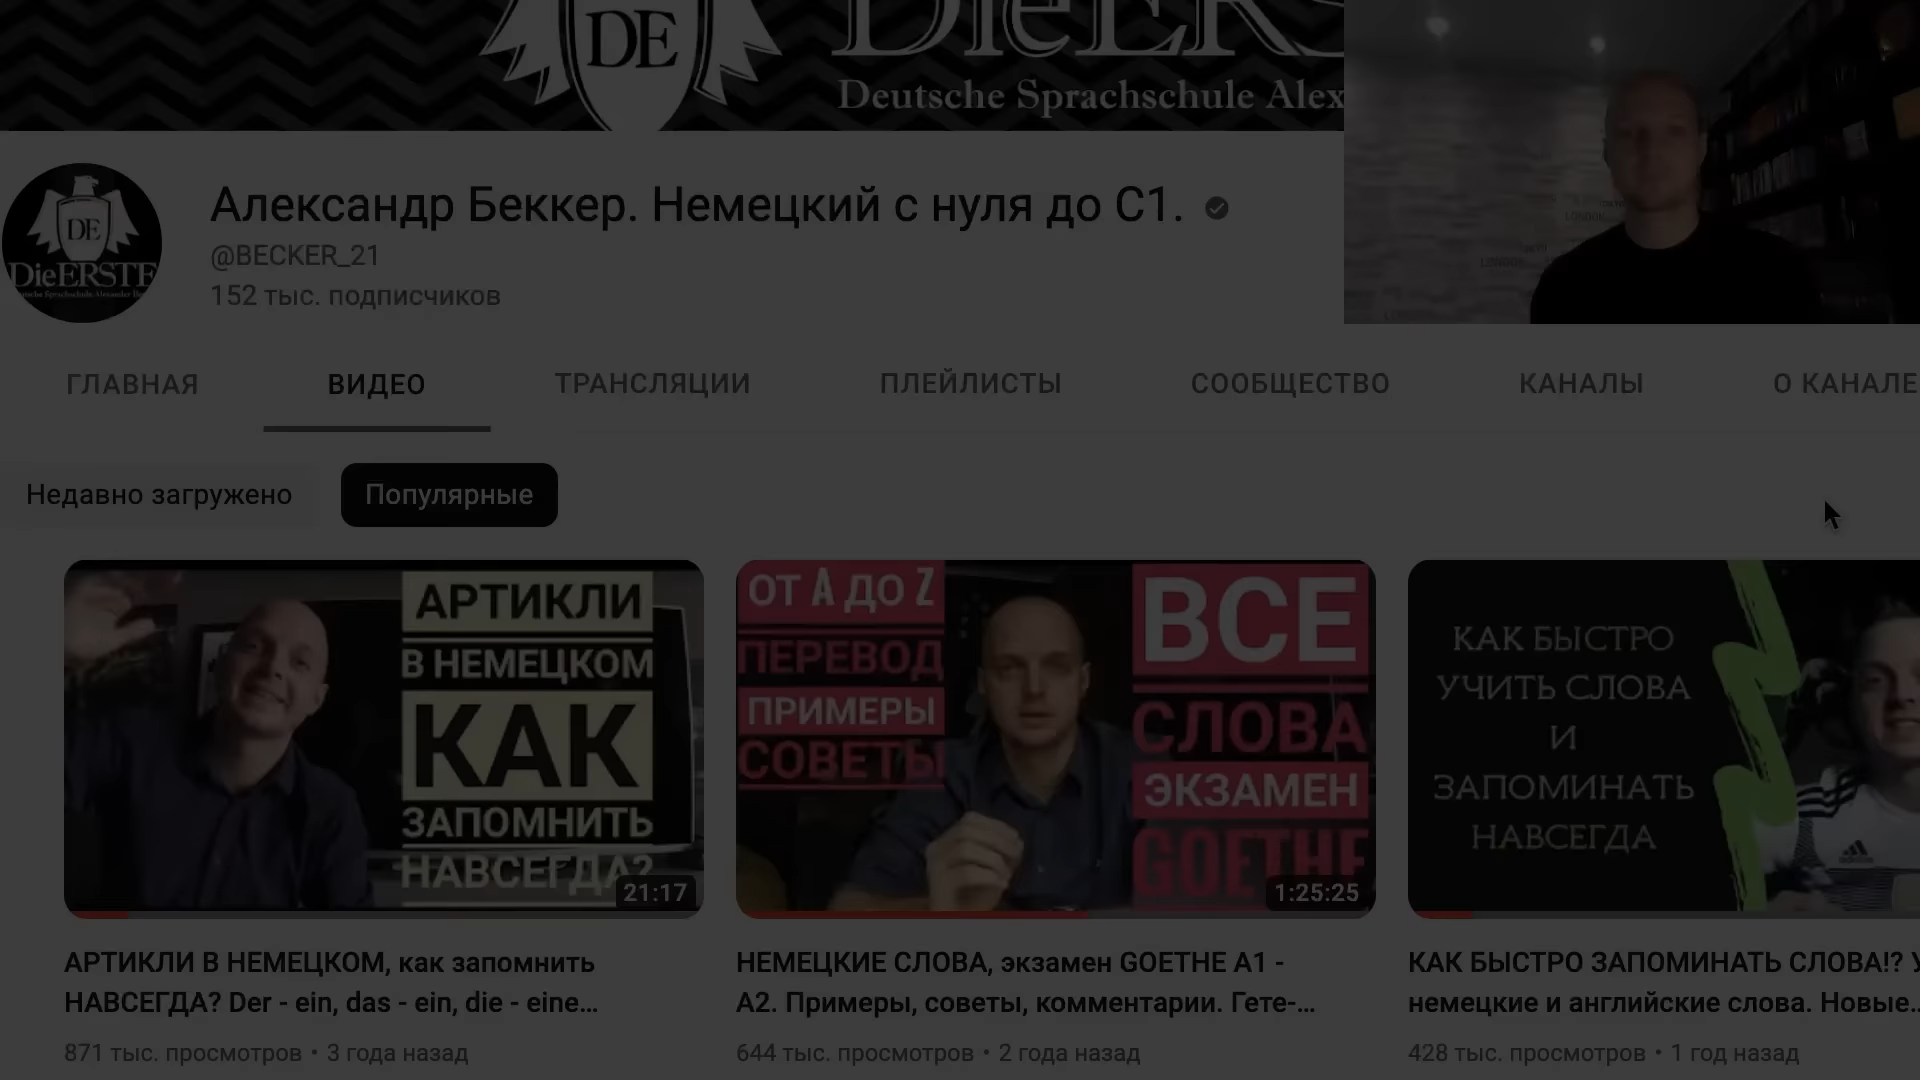 DE
DieERS
Deutsche Sprachschule Alex
DE
DieERSTE
Александр Беккер. Немецкий с нуля до С1.
@BECKER_21
152 тыс. подписчиков
ГЛАВНАЯ
ВИДЕО
ТРАНСЛЯЦИИ
ПЛЕЙЛИСТЫ
СООБЩЕСТВО
КАНАЛЫ
О КАНАЛЕ
Недавно загружено
Популярные
АРТИКЛИ
В НЕМЕЦКОМ
КАК
ЗАПОМНИТЬ
НАВСЕГДА?
21:17
ОТ A ДО Z
ПЕРЕВОД
ПРИМЕРЫ
СОВЕТЫ
ВСЕ
СЛОВА
ЭКЗАМЕН
GOETHE
1:25:25
КАК БЫСТРО
УЧИТЬ СЛОВА
И
ЗАПОМИНАТЬ
НАВСЕГДА
adidas
АРТИКЛИ В НЕМЕЦКОМ, как запомнить
НАВСЕГДА? Der - ein, das - ein, die - eine...
871 тыс. просмотров • 3 года назад
НЕМЕЦКИЕ СЛОВА, экзамен GOETHE A1 -
A2. Примеры, советы, комментарии. Гете-...
644 тыс. просмотров • 2 года назад
КАК БЫСТРО ЗАПОМИНАТЬ СЛОВА!? У
немецкие и английские слова. Новые...
428 тыс. просмотров • 1 год назад